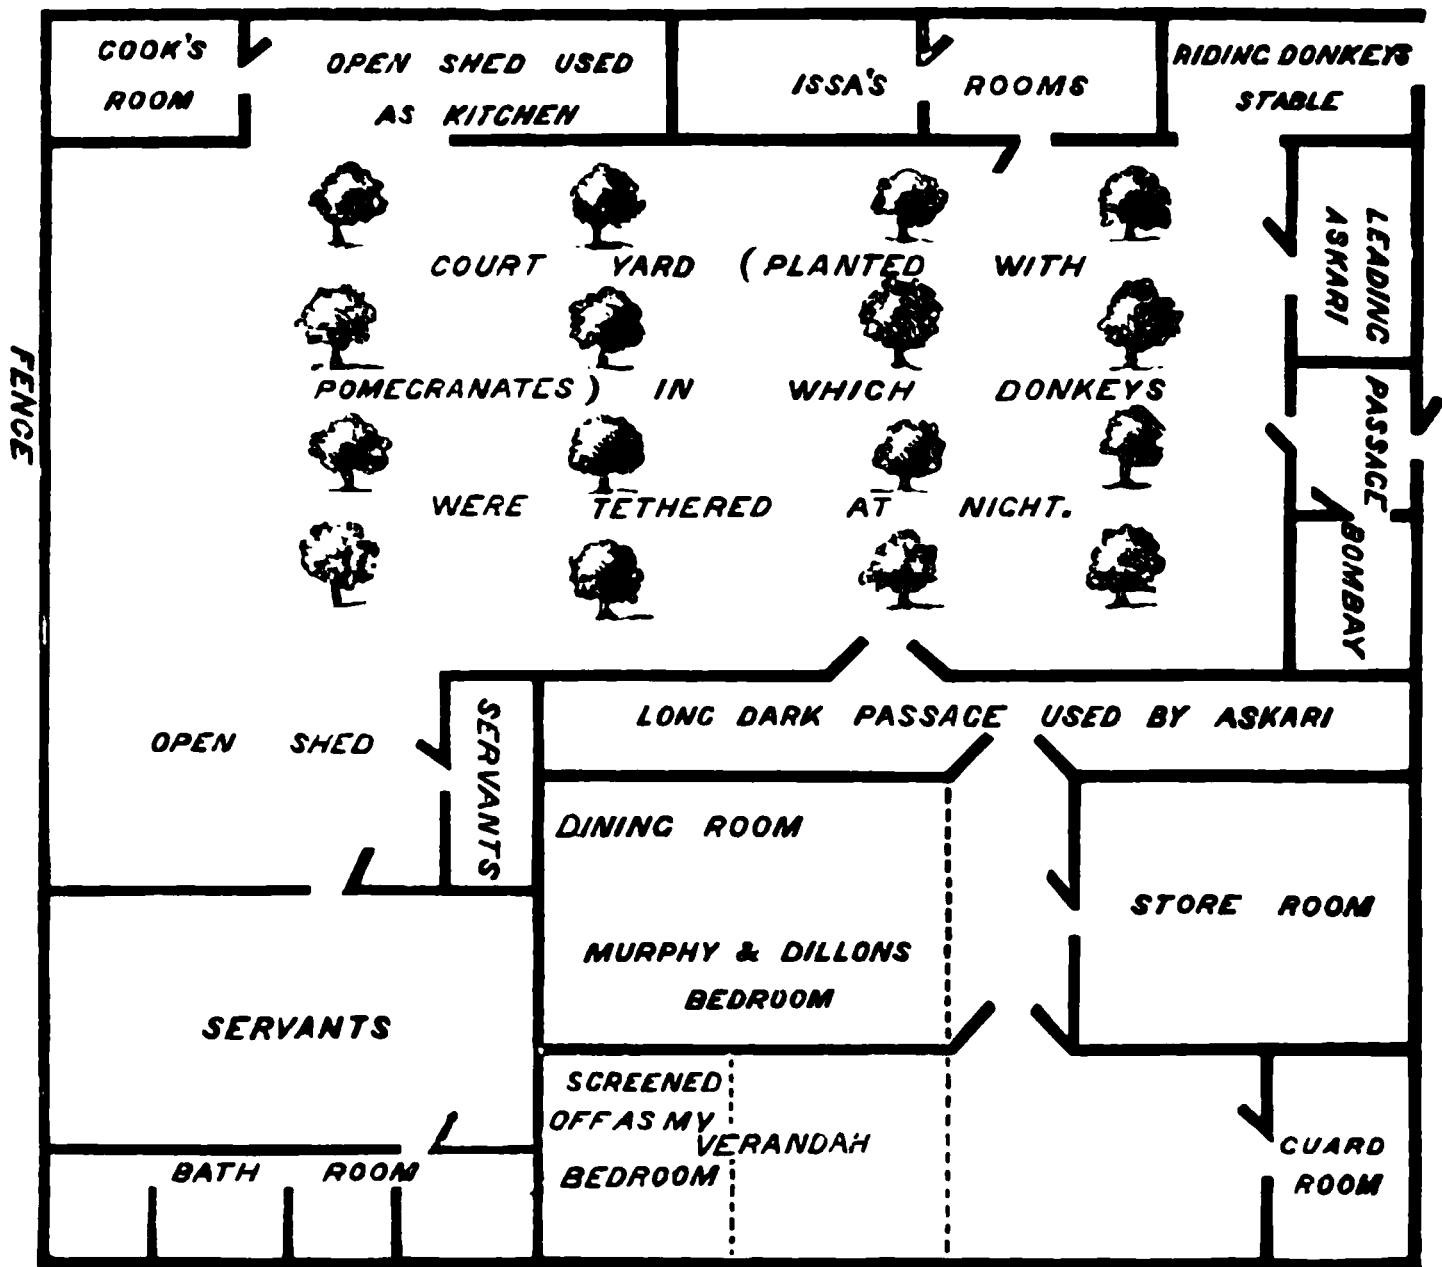 COOK'S
ROOM
OPEN SHED USED
AS KITCHEN
ISSA'S ROOMS
RIDING DONKEYS
STABLE
LEADING
ASKARI
COURT YARD (PLANTED WITH
POMEGRANATES) IN WHICH DONKEYS
WERE TETHERED AT NIGHT.
FENCE
PASSAGE
BOMBAY
OPEN SHED
SERVANTS
LONG DARK PASSAGE USED BY ASKARI
DINING ROOM
MURPHY & DILLONS
BEDROOM
STORE ROOM
SERVANTS
SCREENED
OFF AS MY
BEDROOM
VERANDAH
GUARD
ROOM
BATH ROOM